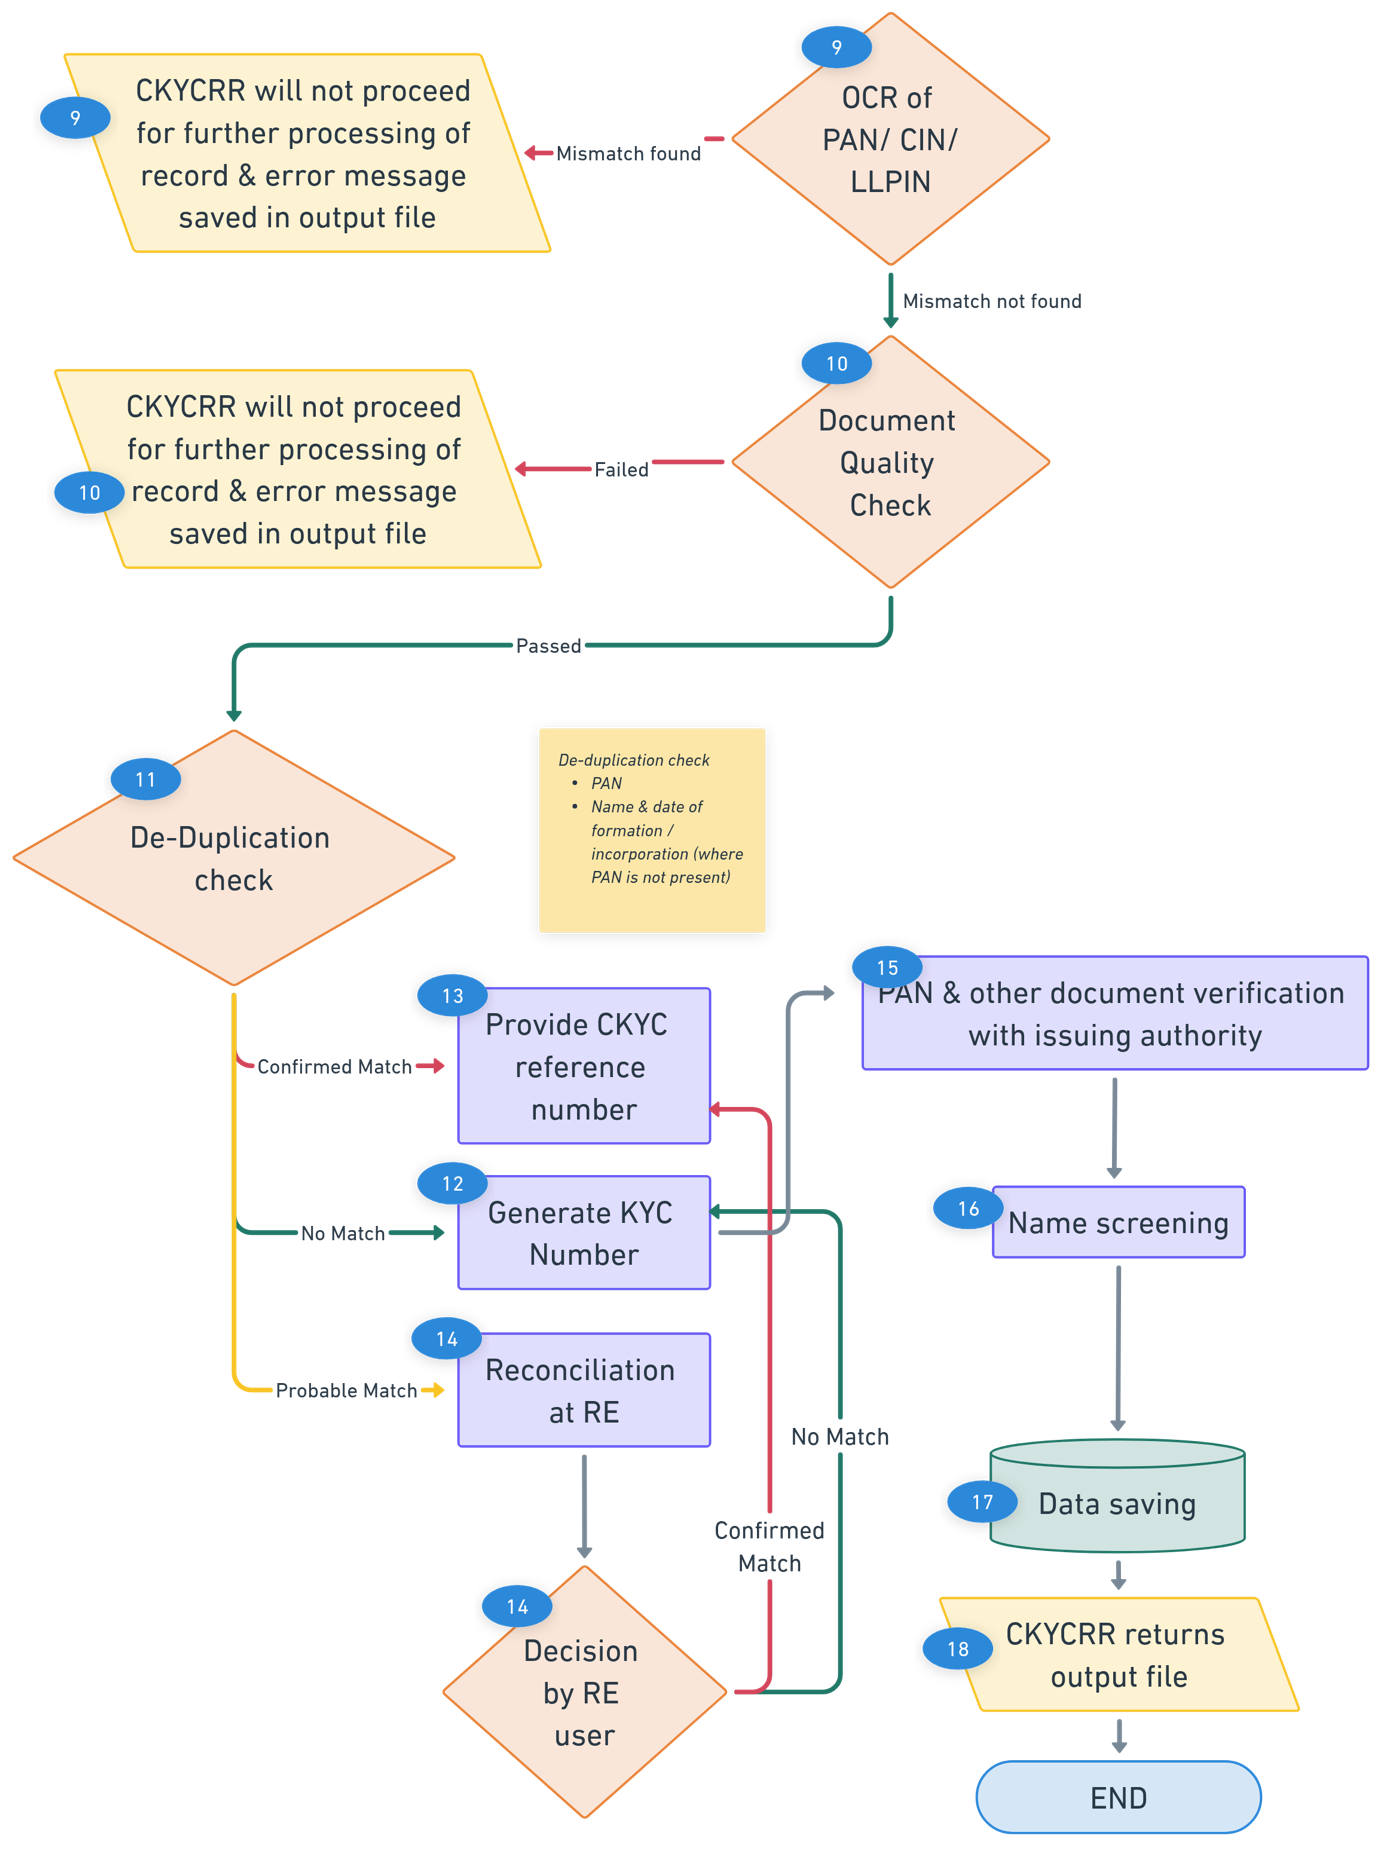 9
OCR of
PAN/ CIN/
LLPIN
9
CKYCRR will not proceed
for further processing of
record & error message
saved in output file
Mismatch found
Mismatch not found
10
Document
Quality
Check
10
CKYCRR will not proceed
for further processing of
record & error message
saved in output file
Failed
Passed
11
De-Duplication
check
De-duplication check
• PAN
• Name & date of
formation /
incorporation (where
PAN is not present)
13
Provide CKYC
reference
number
Confirmed Match
12
Generate KYC
Number
No Match
14
Reconciliation
at RE
Probable Match
No Match
Confirmed
Match
14
Decision
by RE
user
15
PAN & other document verification
with issuing authority
16
Name screening
17
Data saving
18
CKYCRR returns
output file
END